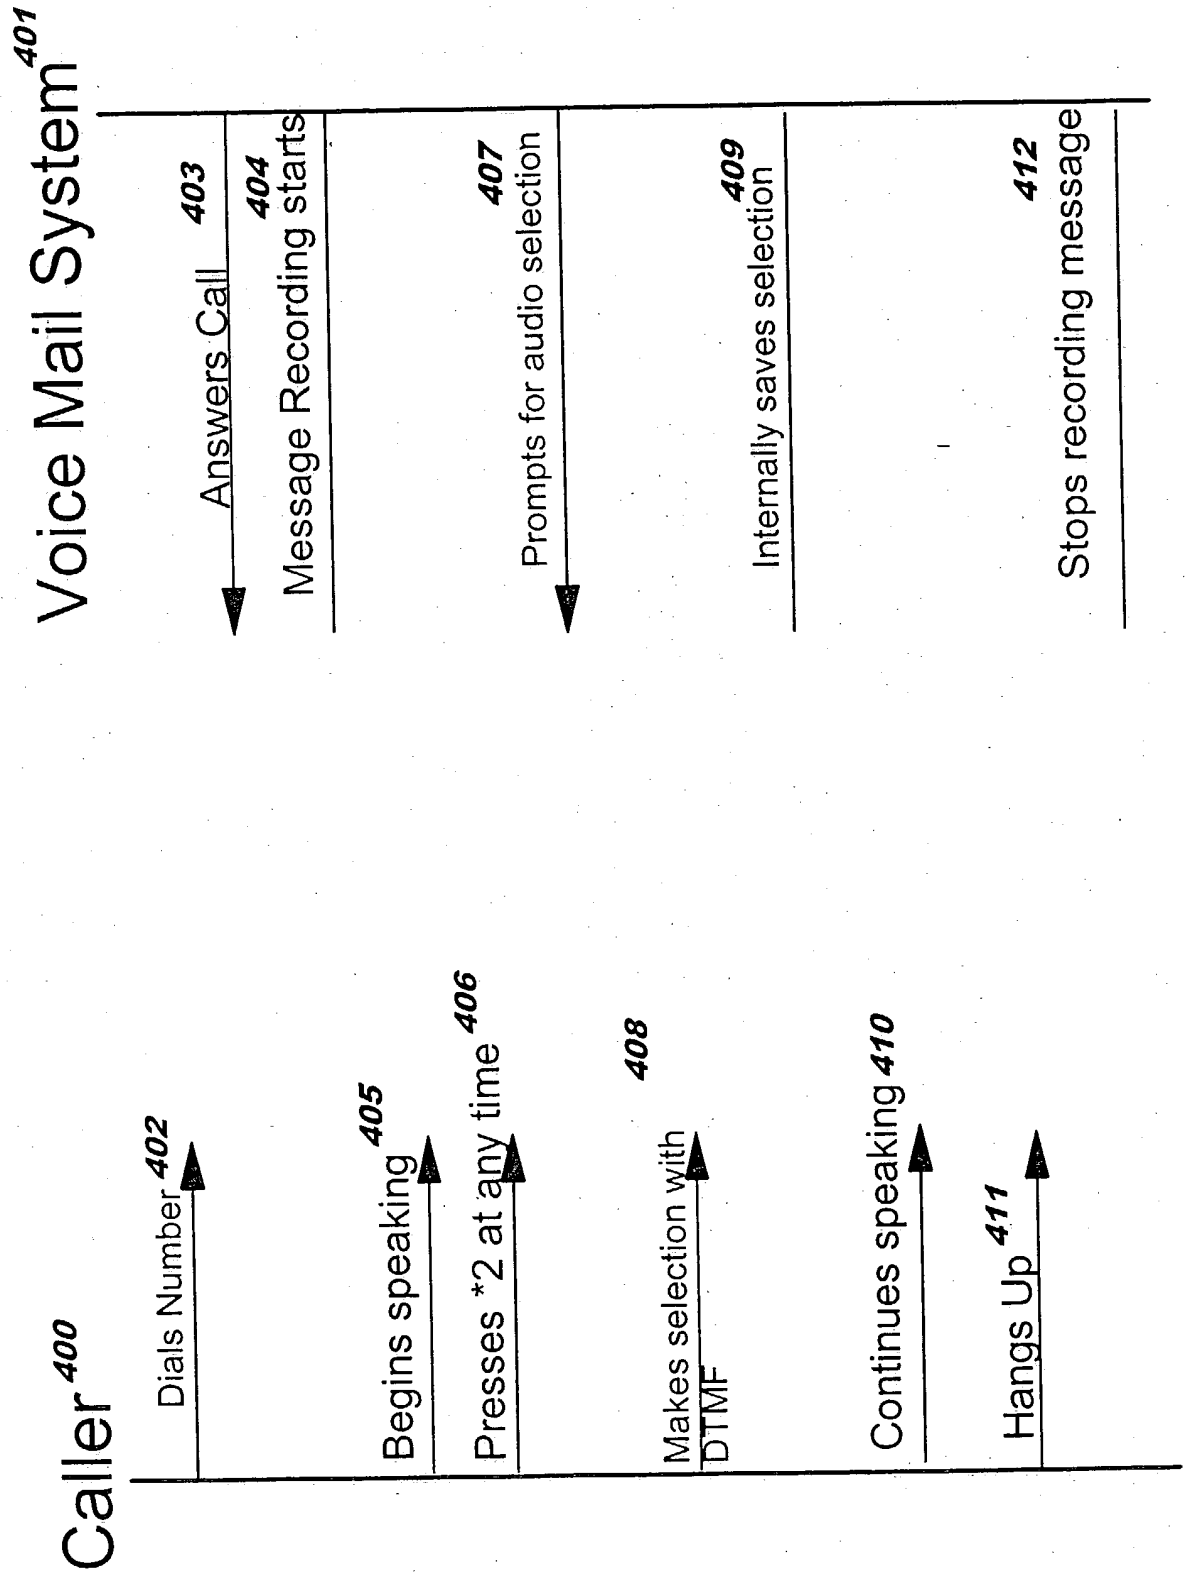 Caller 400
Voice Mail System 401
Dials Number 402
403
Answers Call
404
Message Recording starts
405
Begins speaking
Presses *2 at any time 406
407
Prompts for audio selection
408
Makes selection with
DTMF
409
Internally saves selection
Continues speaking 410
Hangs Up 411
412
Stops recording message